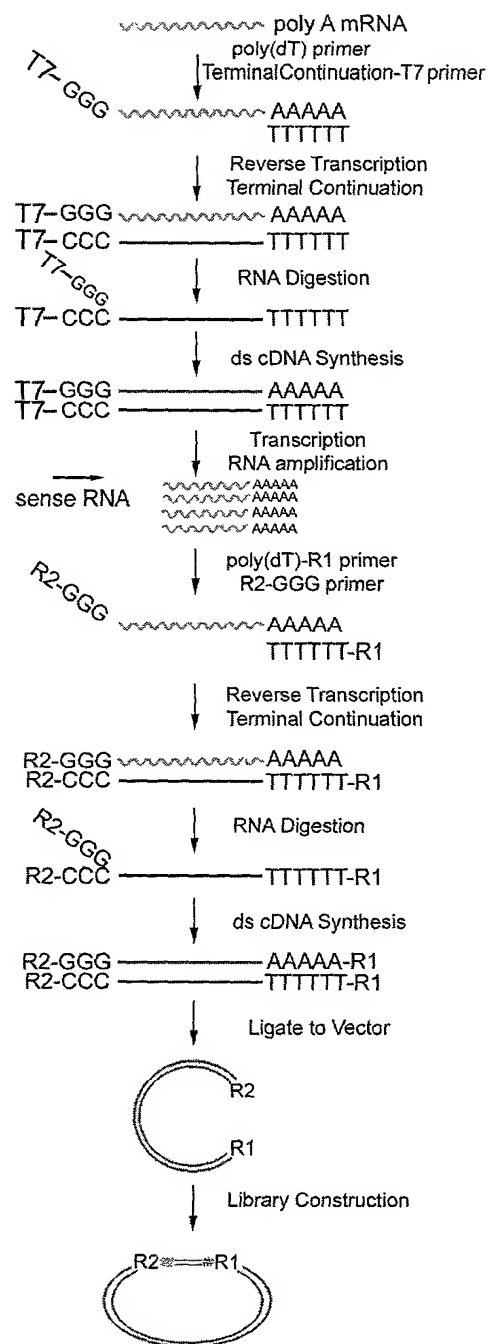 poly A mRNA
poly(dT) primer
TerminalContinuation-T7 primer
T7-GGG
AAAAA
TTTTTT
Reverse Transcription
Terminal Continuation
T7-GGG AAAAA
T7-CCC TTTTTT
T7-GGG
RNA Digestion
T7-CCC TTTTTT
ds cDNA Synthesis
T7-GGG AAAAA
T7-CCC TTTTTT
Transcription
RNA amplification
sense RNA
AAAAA
AAAAA
AAAAA
AAAAA
poly(dT)-R1 primer
R2-GGG primer
R2-GGG
AAAAA
TTTTTT-R1
Reverse Transcription
Terminal Continuation
R2-GGG AAAAA
R2-CCC TTTTTT-R1
R2-GGG
RNA Digestion
R2-CCC TTTTTT-R1
ds cDNA Synthesis
R2-GGG AAAAA-R1
R2-CCC TTTTTT-R1
Ligate to Vector
R2
R1
Library Construction
R2 R1